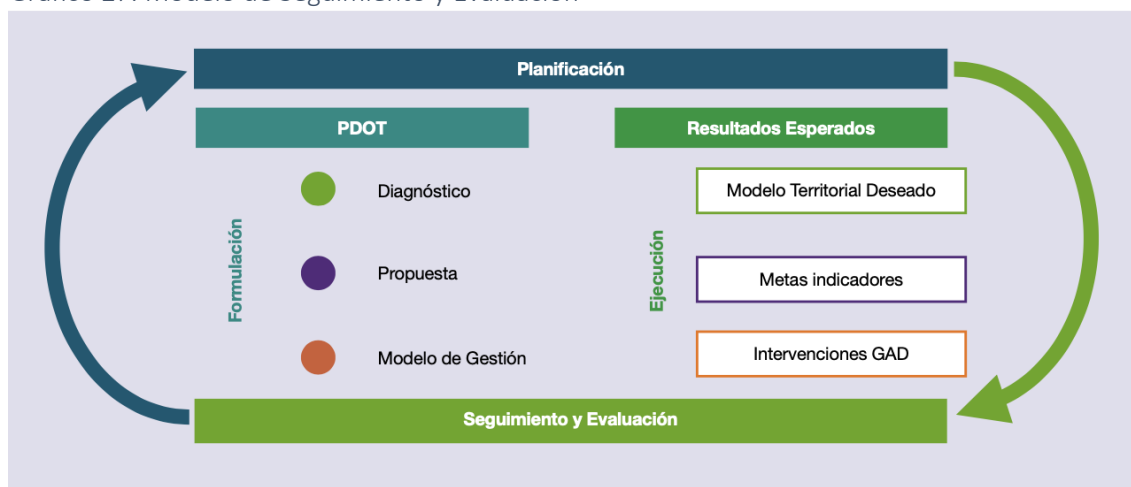 Planificación
PDOT
Resultados Esperados
Formulación
Diagnóstico
Propuesta
Modelo de Gestión
Ejecución
Modelo Territorial Deseado
Metas indicadores
Intervenciones GAD
Seguimiento y Evaluación